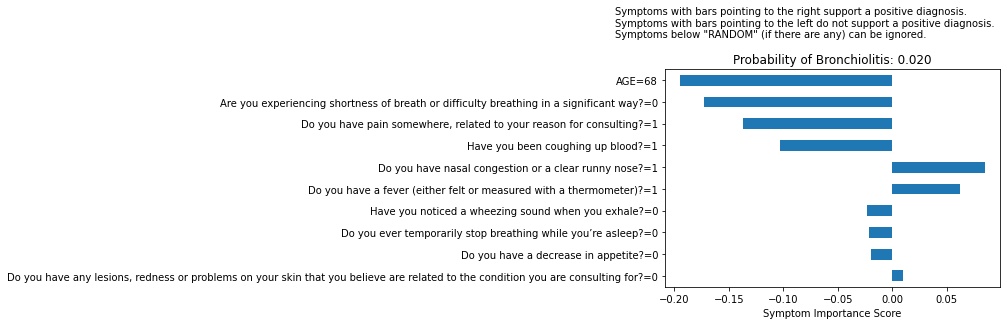 Symptoms with bars pointing to the right support a positive diagnosis.
Symptoms with bars pointing to the left do not support a positive diagnosis.
Symptoms below "RANDOM" (if there are any) can be ignored.
Probability of Bronchiolitis: 0.020
AGE=68
Are you experiencing shortness of breath or difficulty breathing in a significant way?=0
Do you have pain somewhere, related to your reason for consulting?=1
Have you been coughing up blood?=1
Do you have nasal congestion or a clear runny nose?=1
Do you have a fever (either felt or measured with a thermometer)?=1
Have you noticed a wheezing sound when you exhale?=0
Do you ever temporarily stop breathing while you’re asleep?=0
Do you have a decrease in appetite?=0
Do you have any lesions, redness or problems on your skin that you believe are related to the condition you are consulting for?=0
−0.20 −0.15 −0.10 −0.05 0.00 0.05
Symptom Importance Score